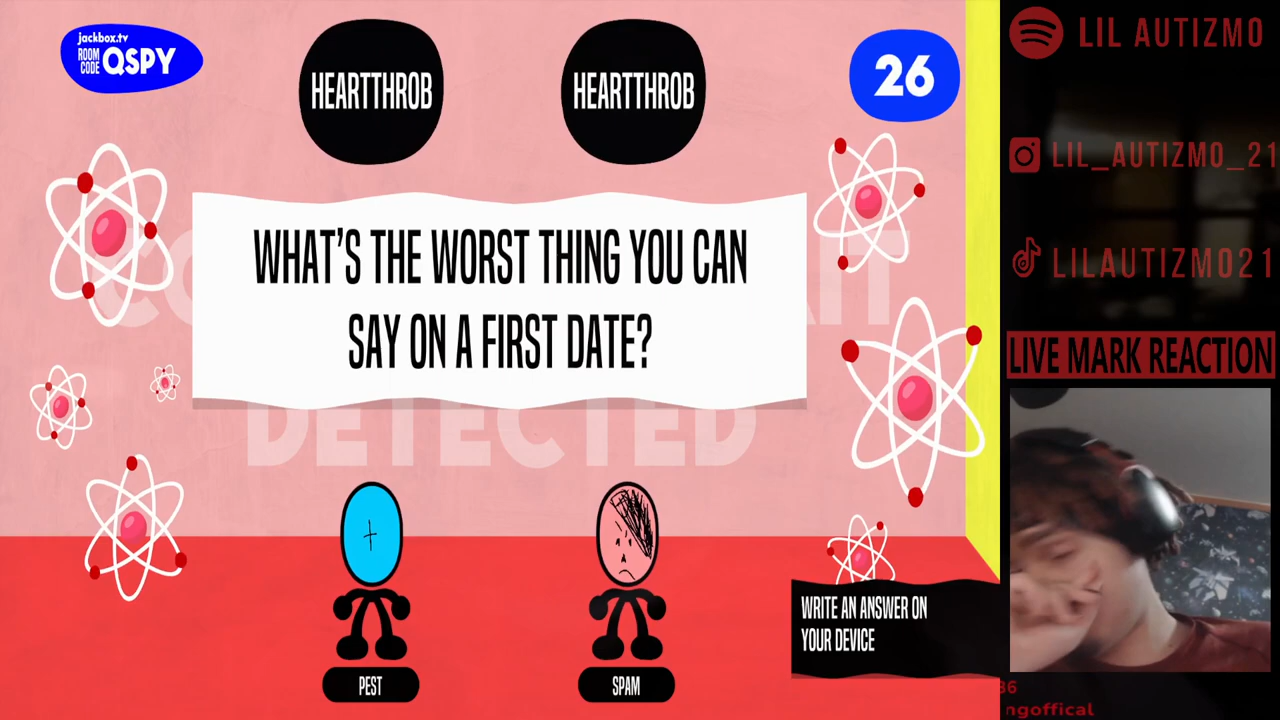 jackbox.tv
ROOM CODE
QSPY
HEARTTHROB
HEARTTHROB
26
WHAT'S THE WORST THING YOU CAN
SAY ON A FIRST DATE?
DETECTED
WRITE AN ANSWER ON
YOUR DEVICE
PEST
SPAM
LIL AUTIZMO
LIL_AUTIZMO_21
LILAUTIZMO21
LIVE MARK REACTION
ngoffical